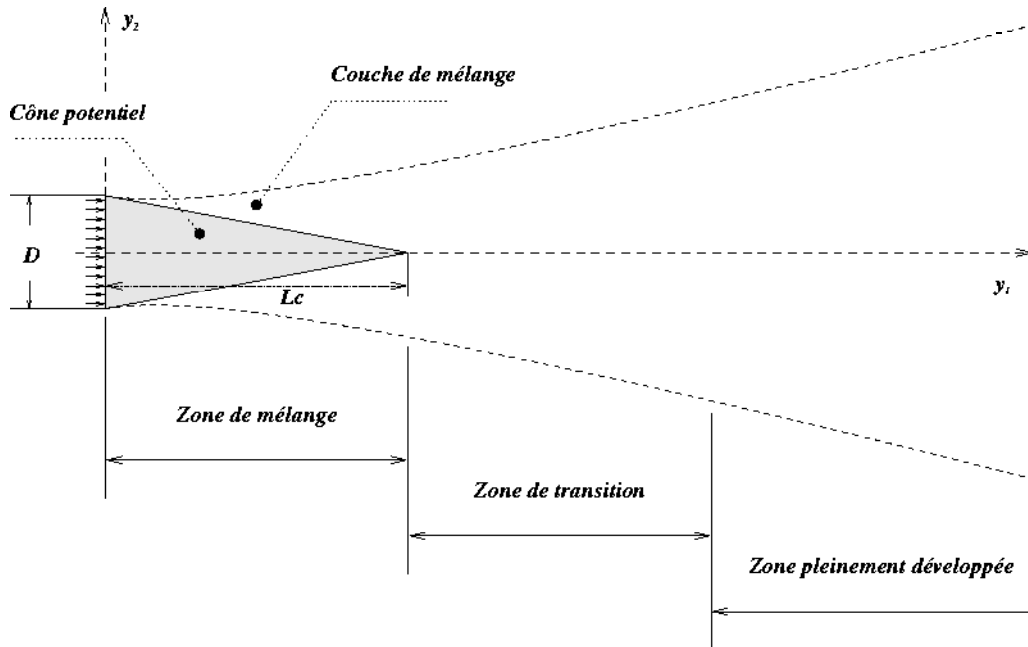 y₂
Couche de mélange
Cône potentiel
D
Lc
y₁
Zone de mélange
Zone de transition
Zone pleinement développée